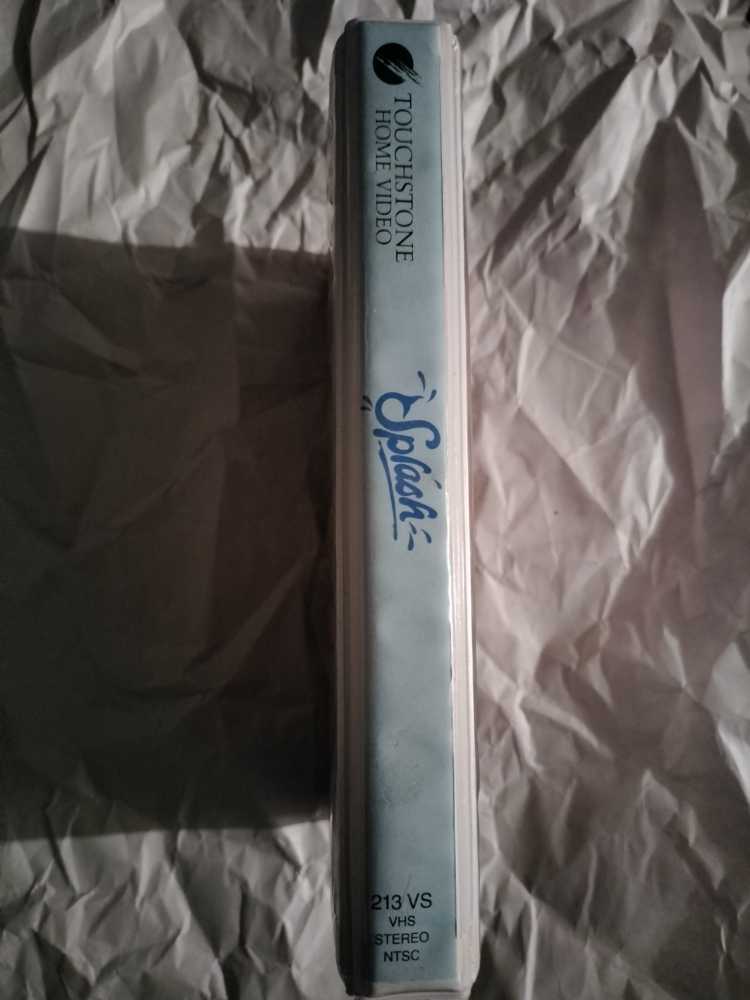 TOUCHSTONE
HOME VIDEO
Splash
213 VS
VHS
STEREO
NTSC